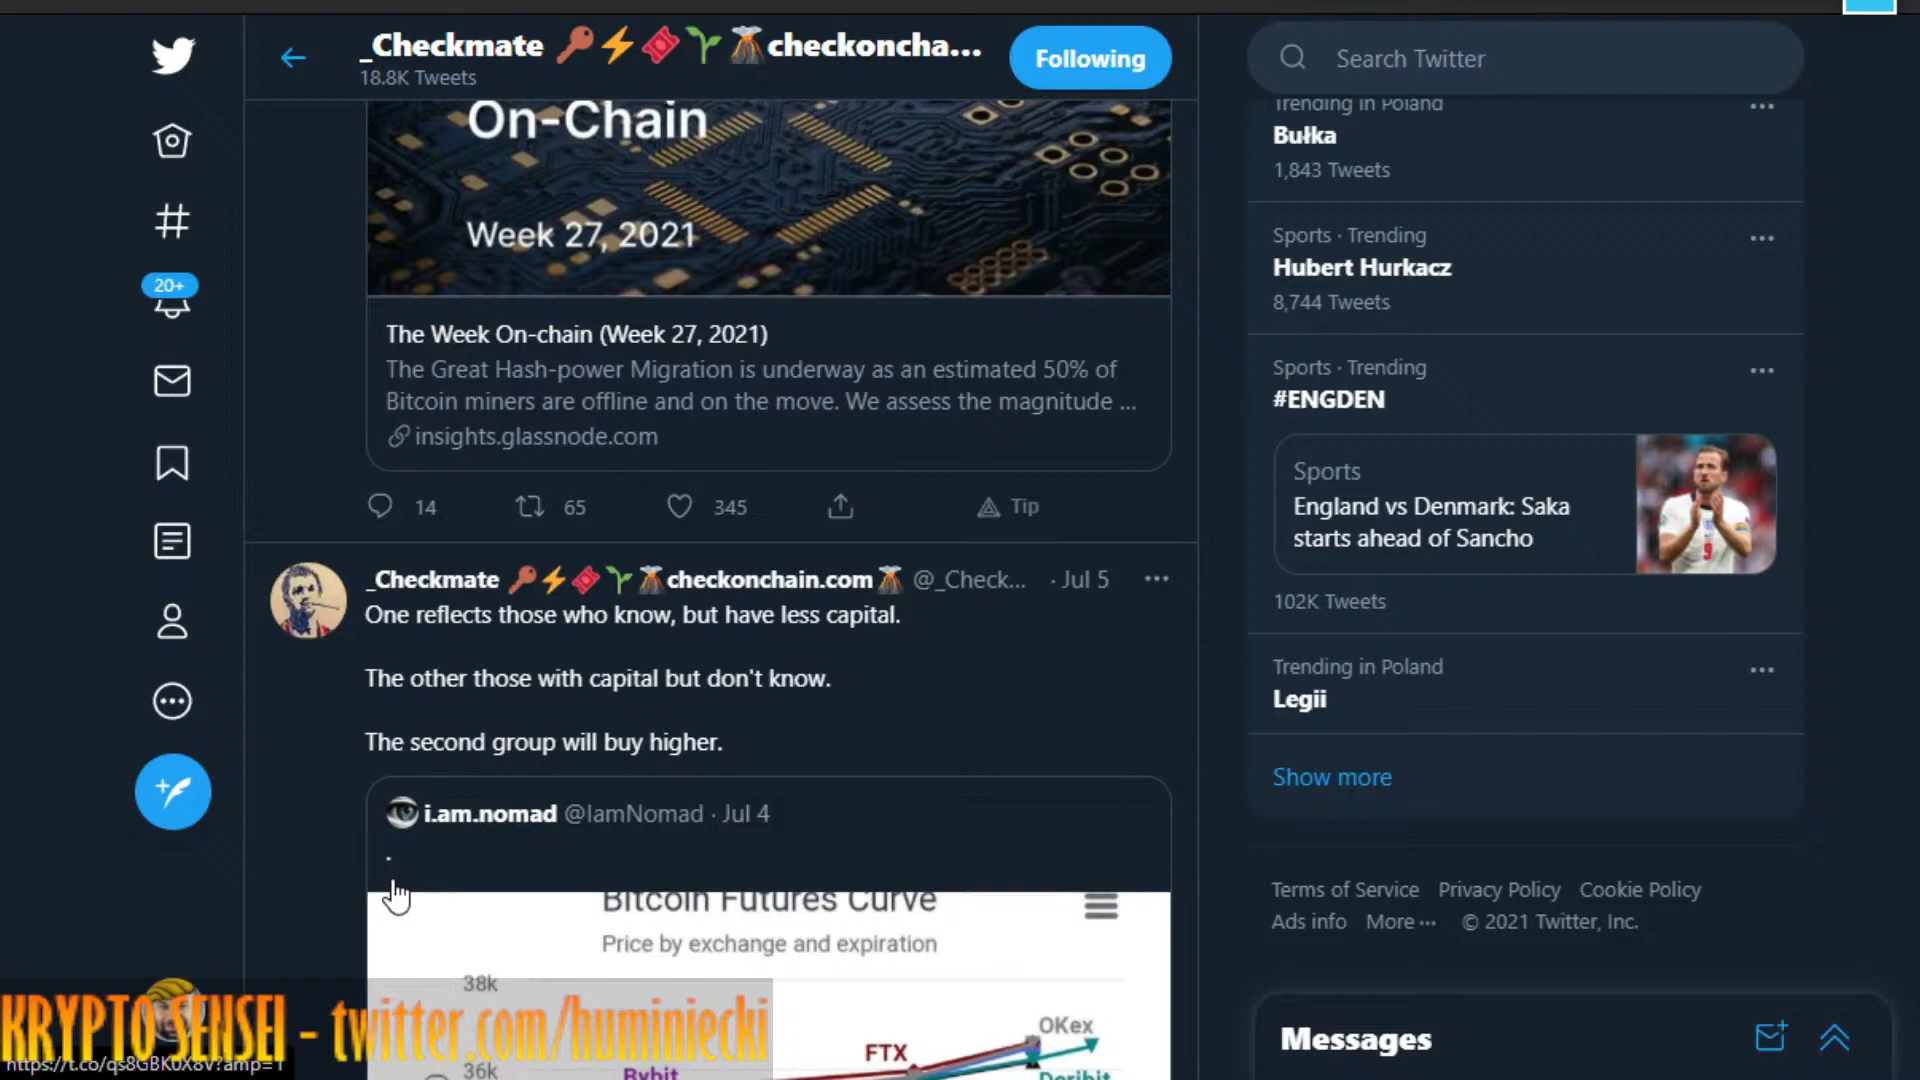 _Checkmate 🔑⚡🎟️🌱🌋checkoncha...
18.8K Tweets
Following
Search Twitter
On-Chain
Week 27, 2021
The Week On-chain (Week 27, 2021)
The Great Hash-power Migration is underway as an estimated 50% of
Bitcoin miners are offline and on the move. We assess the magnitude ...
insights.glassnode.com
14 65 345 Tip
20+
_Checkmate 🔑⚡🎟️🌱🌋checkonchain.com🌋 @_Check... · Jul 5
One reflects those who know, but have less capital.
The other those with capital but don't know.
The second group will buy higher.
i.am.nomad @IamNomad · Jul 4
.
Bitcoin Futures Curve
Price by exchange and expiration
38k
36k
OKex
FTX
Bybit
Deribit
Trending in Poland
Bułka
1,843 Tweets
Sports · Trending
Hubert Hurkacz
8,744 Tweets
Sports · Trending
#ENGDEN
Sports
England vs Denmark: Saka
starts ahead of Sancho
102K Tweets
Trending in Poland
Legii
Show more
Terms of Service Privacy Policy Cookie Policy
Ads info More ··· © 2021 Twitter, Inc.
Messages
KRYPTO SENSEI - twitter.com/huminiecki